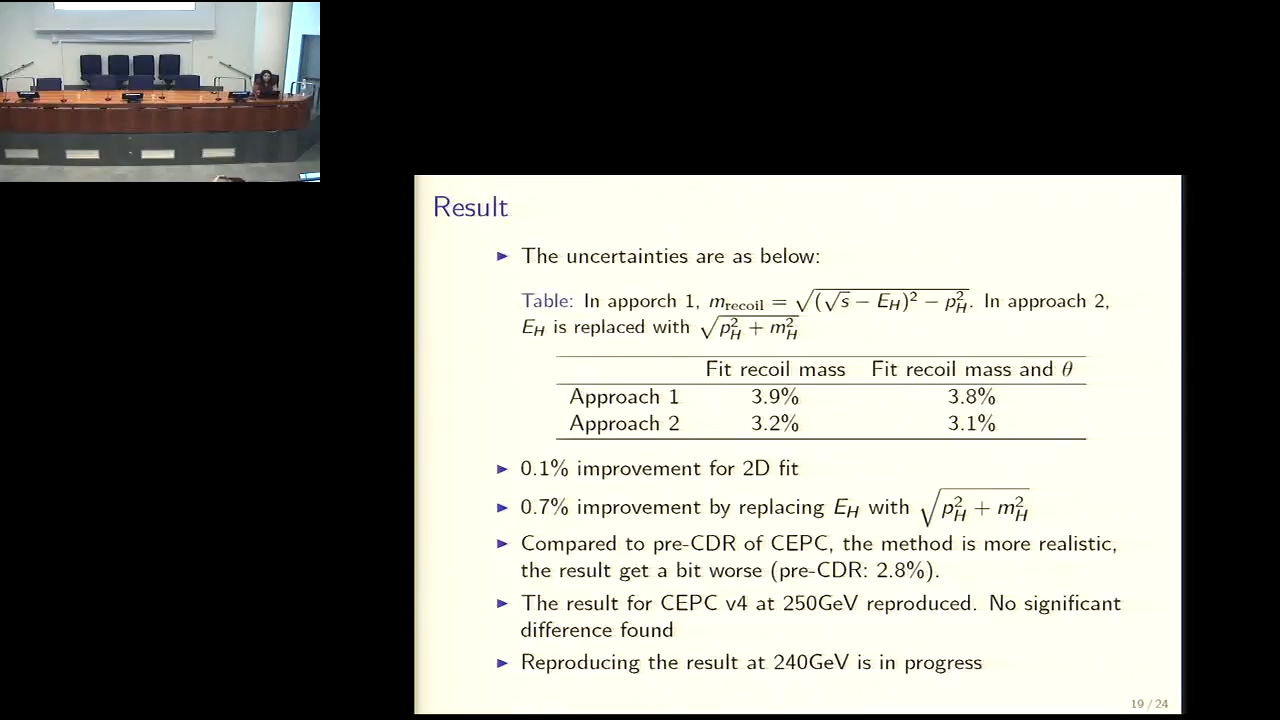 Result
► The uncertainties are as below:
Table: In apporch 1, m_recoil = √((√s − E_H)² − p_H²). In approach 2,
E_H is replaced with √(p_H² + m_H²)
Fit recoil mass Fit recoil mass and θ
Approach 1 3.9% 3.8%
Approach 2 3.2% 3.1%
► 0.1% improvement for 2D fit
► 0.7% improvement by replacing E_H with √(p_H² + m_H²)
► Compared to pre-CDR of CEPC, the method is more realistic,
the result get a bit worse (pre-CDR: 2.8%).
► The result for CEPC v4 at 250GeV reproduced. No significant
difference found
► Reproducing the result at 240GeV is in progress
19 / 24